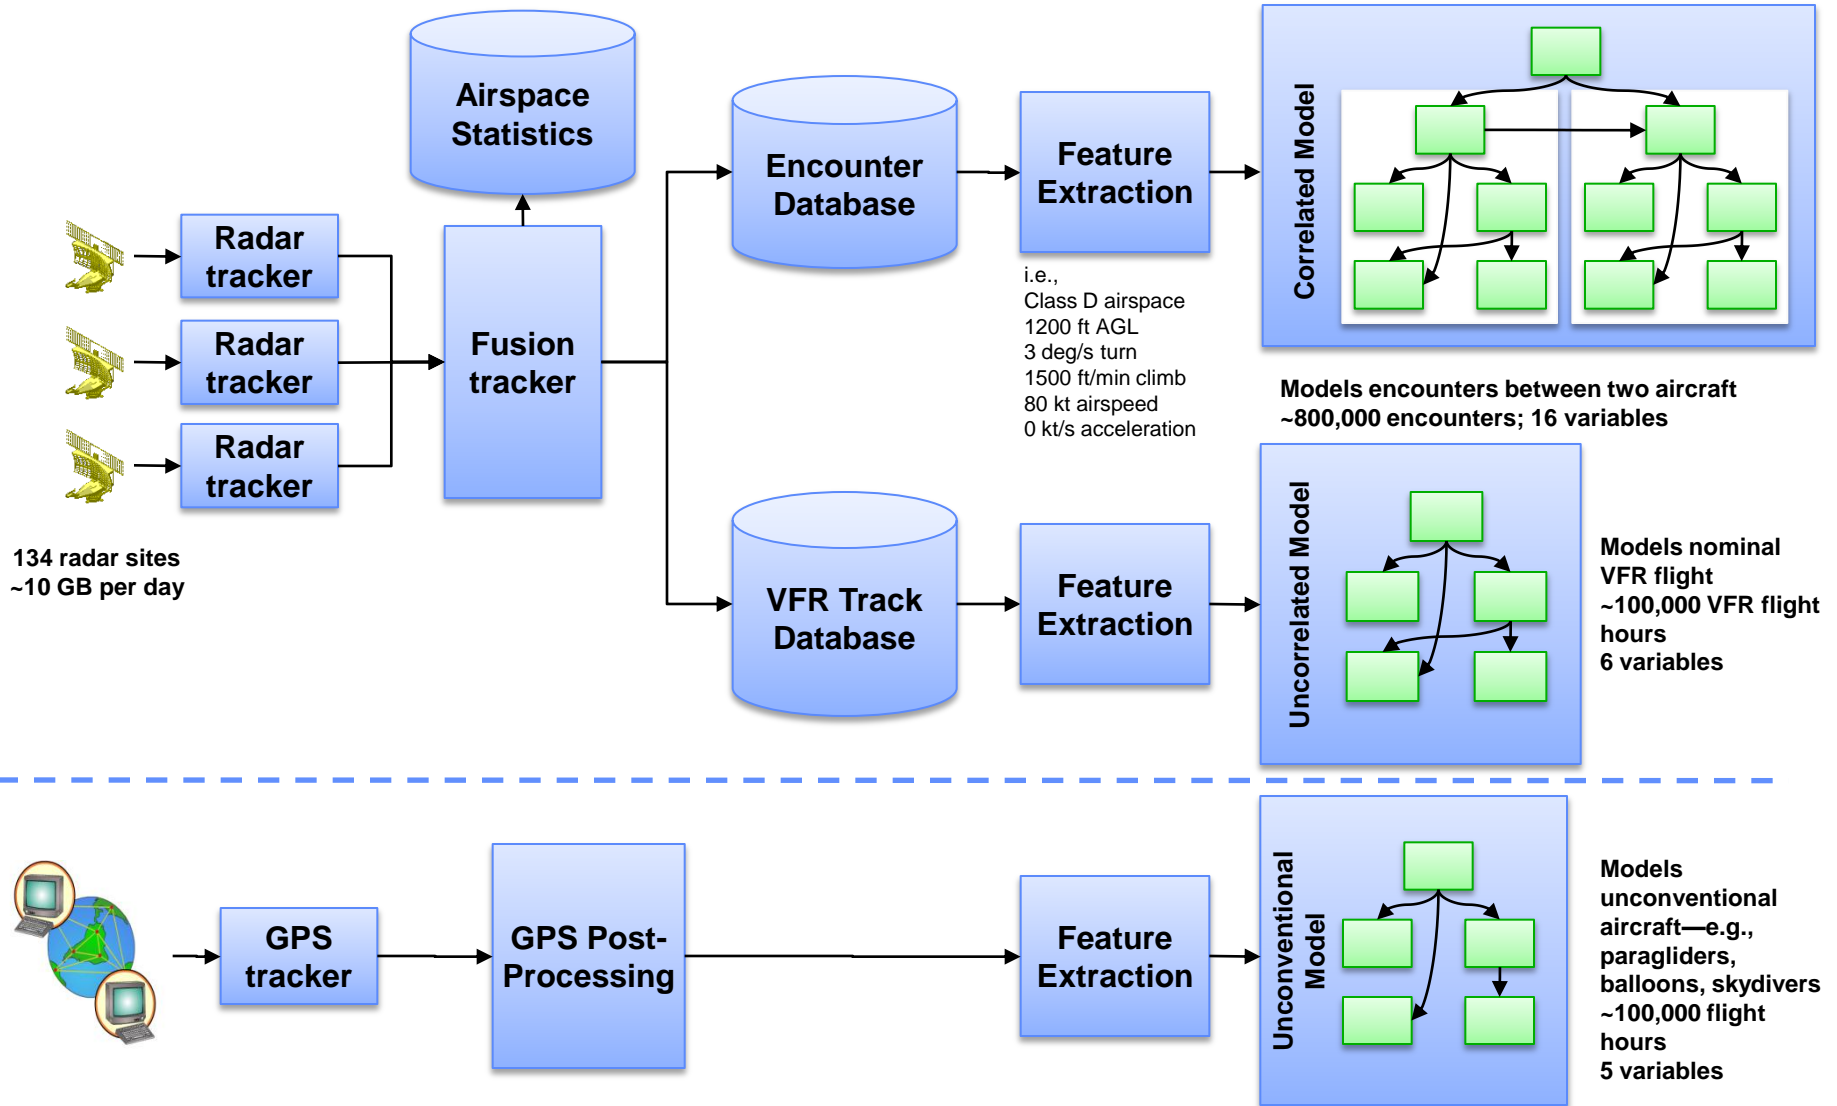 Airspace
Statistics
Encounter
Database
Feature
Extraction
Correlated Model
Radar
tracker
Radar
tracker
Radar
tracker
Fusion
tracker
i.e.,
Class D airspace
1200 ft AGL
3 deg/s turn
1500 ft/min climb
80 kt airspeed
0 kt/s acceleration
Models encounters between two aircraft
~800,000 encounters; 16 variables
134 radar sites
~10 GB per day
VFR Track
Database
Feature
Extraction
Uncorrelated Model
Models nominal
VFR flight
~100,000 VFR flight
hours
6 variables
GPS
tracker
GPS Post-
Processing
Feature
Extraction
Unconventional
Model
Models
unconventional
aircraft—e.g.,
paragliders,
balloons, skydivers
~100,000 flight
hours
5 variables